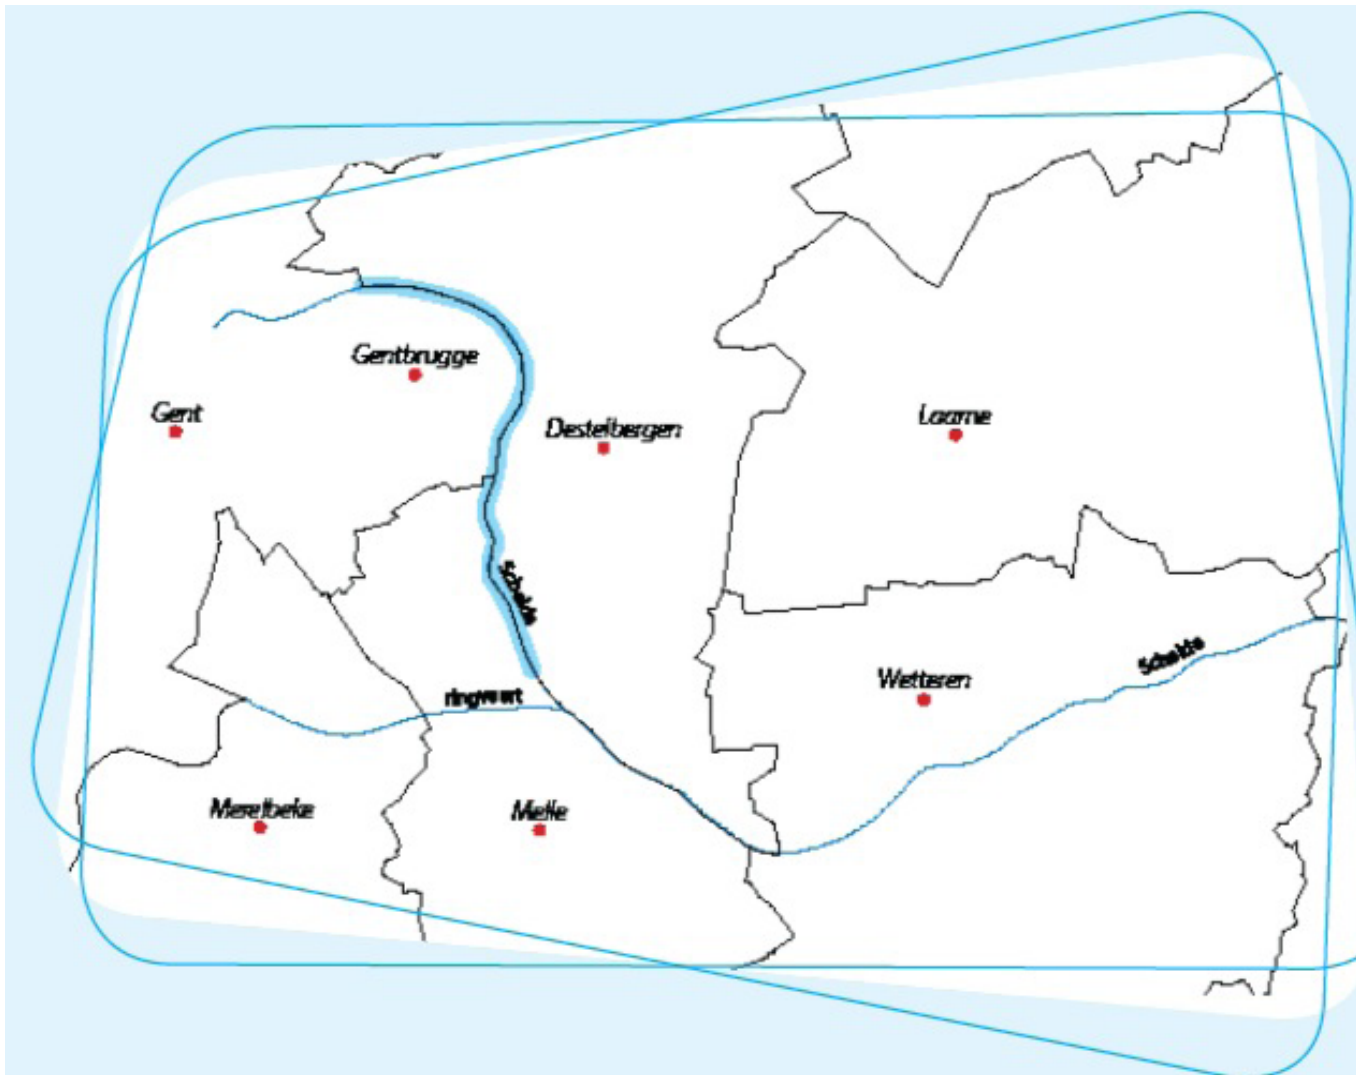 Gentbrugge
Gent
Destelbergen
Laarne
Schelde
Schelde
Wetteren
ringvaart
Merelbeke
Melle